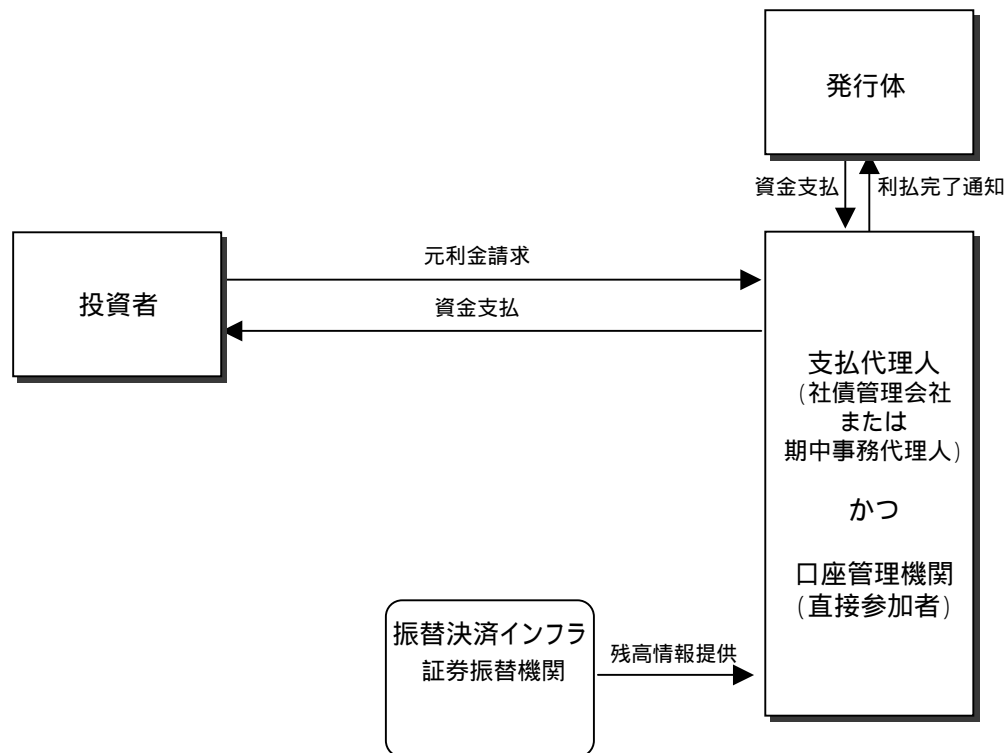 発行体
資金支払
利払完了通知
元利金請求
投資者
資金支払
支払代理人
(社債管理会社
または
期中事務代理人)
かつ
口座管理機関
(直接参加者)
振替決済インフラ
証券振替機関
残高情報提供